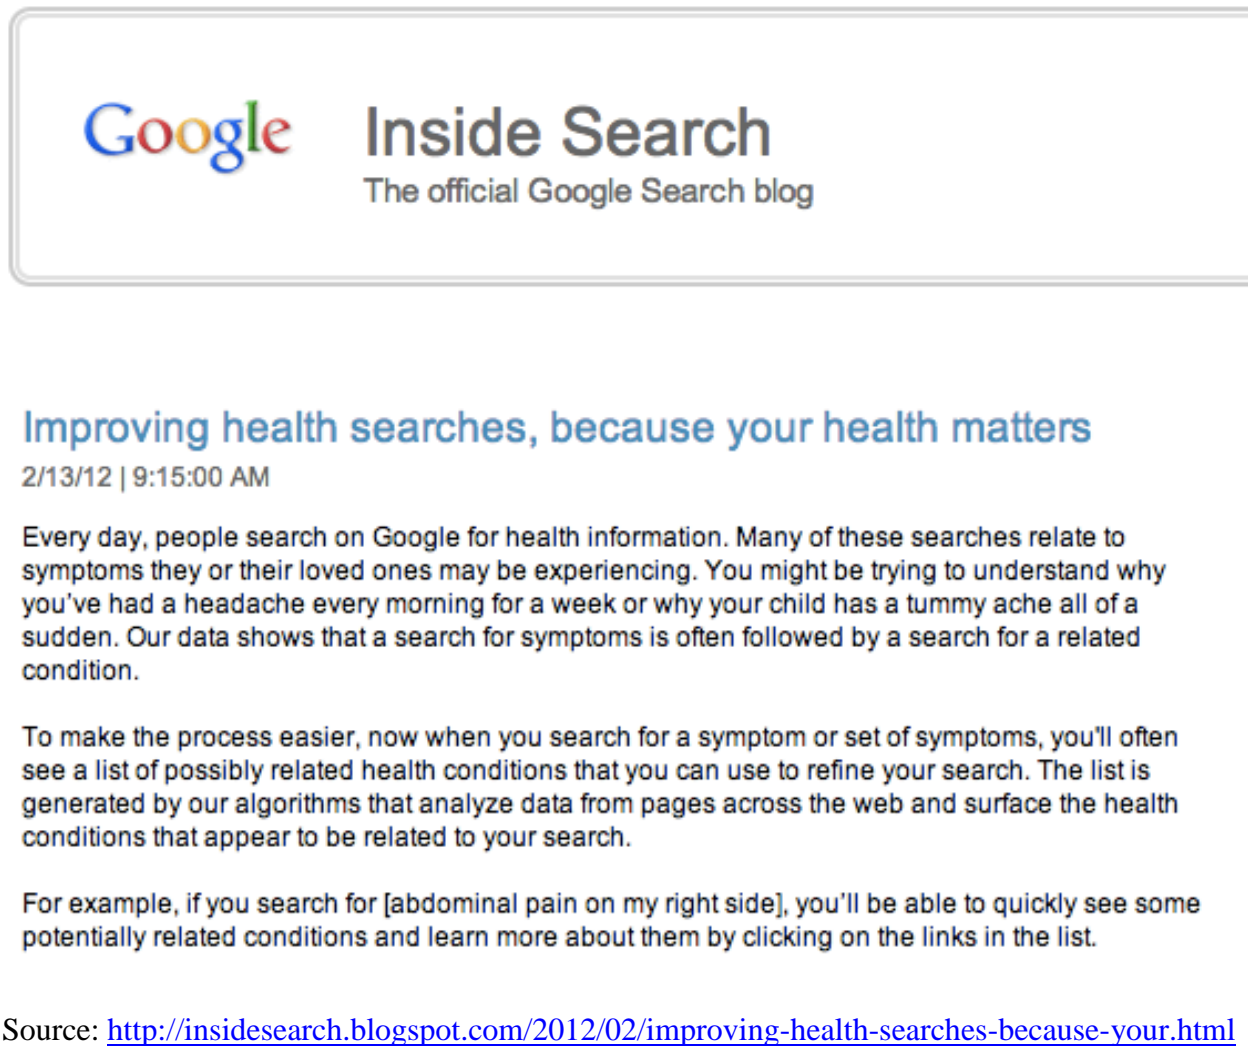 Google Inside Search
The official Google Search blog
Improving health searches, because your health matters
2/13/12 | 9:15:00 AM
Every day, people search on Google for health information. Many of these searches relate to
symptoms they or their loved ones may be experiencing. You might be trying to understand why
you've had a headache every morning for a week or why your child has a tummy ache all of a
sudden. Our data shows that a search for symptoms is often followed by a search for a related
condition.
To make the process easier, now when you search for a symptom or set of symptoms, you'll often
see a list of possibly related health conditions that you can use to refine your search. The list is
generated by our algorithms that analyze data from pages across the web and surface the health
conditions that appear to be related to your search.
For example, if you search for [abdominal pain on my right side], you'll be able to quickly see some
potentially related conditions and learn more about them by clicking on the links in the list.
Source: http://insidesearch.blogspot.com/2012/02/improving-health-searches-because-your.html